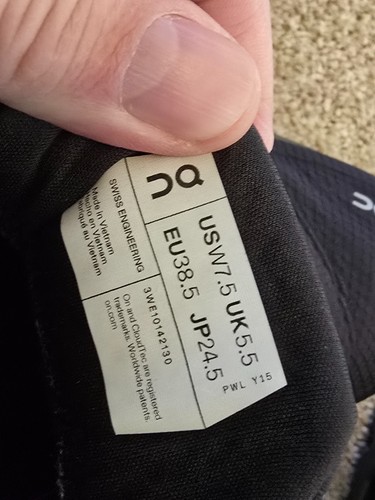 On
USW7.5 UK5.5
EU38.5 JP24.5
PWL Y15
SWISS ENGINEERING
Made in Vietnam
Hecho en Vietnam
Fabriqué au Vietnam
3WE10142130
On and CloudTec are registered
trademarks. Worldwide patents.
on.com